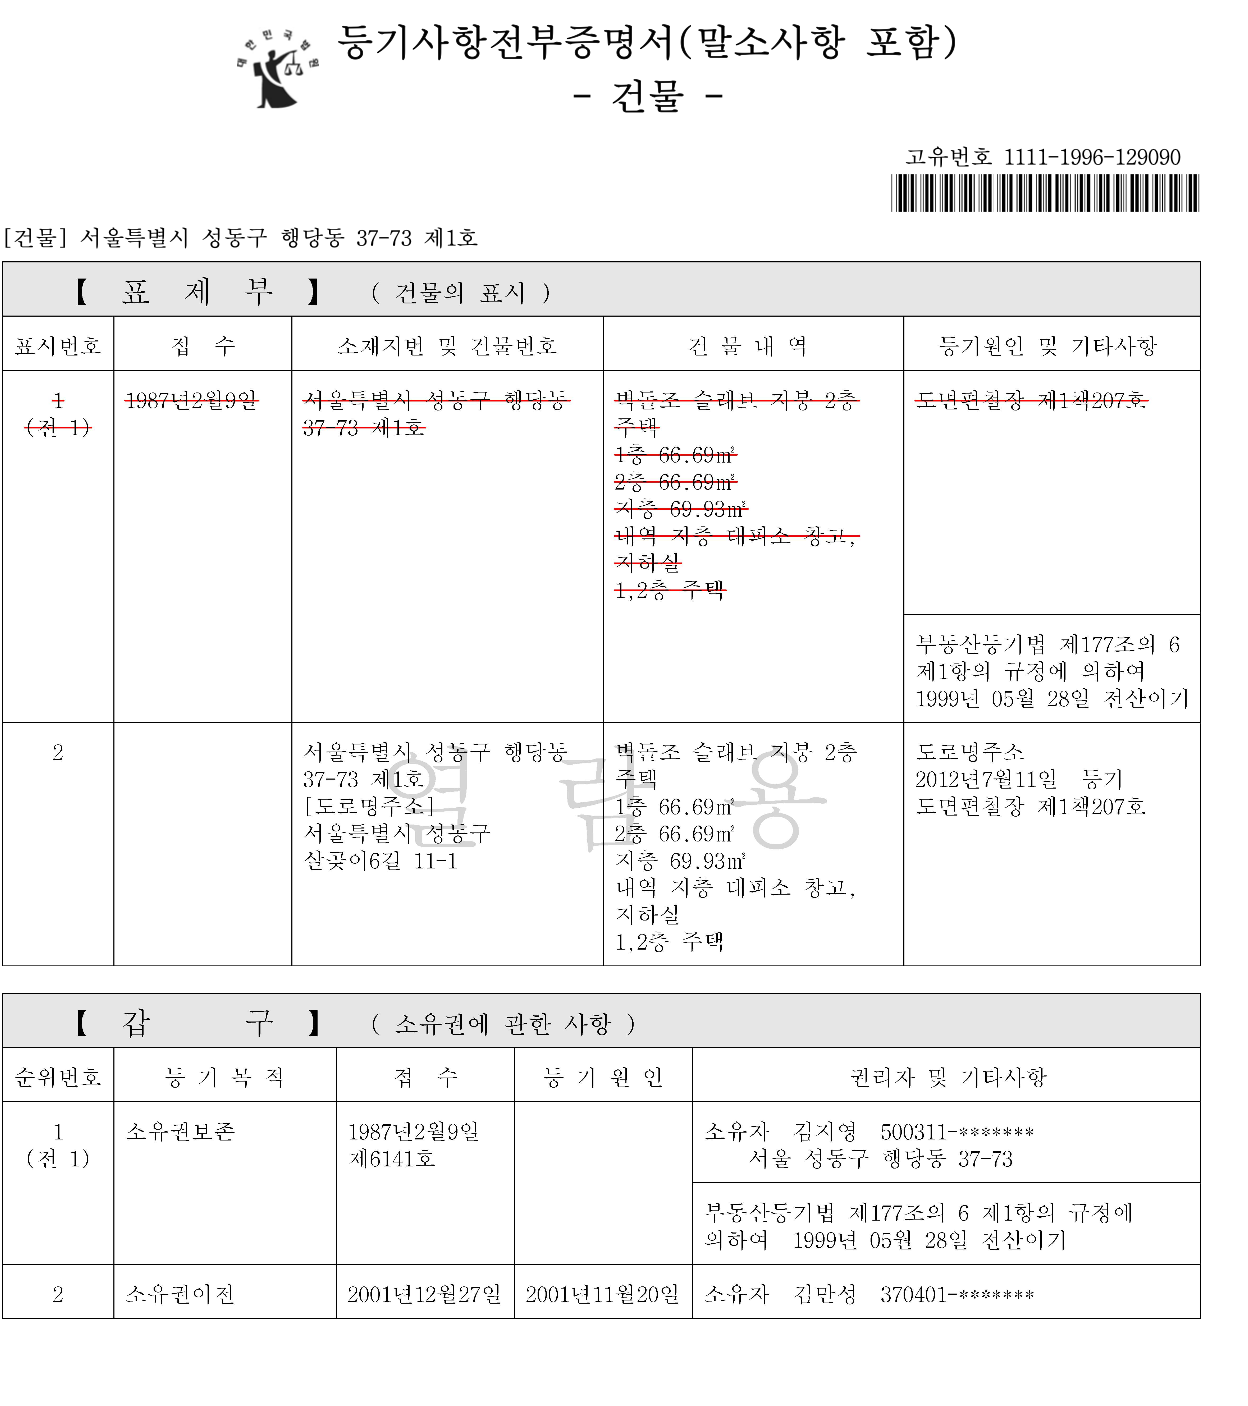 대한민국법원
등기사항전부증명서(말소사항 포함)
- 건물 -
고유번호 1111-1996-129090
[건물] 서울특별시 성동구 행당동 37-73 제1호
【 표 제 부 】 ( 건물의 표시 )
표시번호 접 수 소재지번 및 건물번호 건 물 내 역 등기원인 및 기타사항
1 1987년2월9일 서울특별시 성동구 행당동 벽돌조 슬래브 지붕 2층 도면편철장 제1책207호
(전 1) 37-73 제1호 주택
1층 66.69㎡
2층 66.69㎡
지층 69.93㎡
내역 지층 대피소 창고,
지하실
1,2층 주택
부동산등기법 제177조의 6
제1항의 규정에 의하여
1999년 05월 28일 전산이기
2 서울특별시 성동구 행당동 벽돌조 슬래브 지붕 2층 도로명주소
37-73 제1호 주택 2012년7월11일 등기
[도로명주소] 1층 66.69㎡ 도면편철장 제1책207호
서울특별시 성동구 2층 66.69㎡
살곶이6길 11-1 지층 69.93㎡
내역 지층 대피소 창고,
지하실
1,2층 주택
열람용
【 갑 구 】 ( 소유권에 관한 사항 )
순위번호 등 기 목 적 접 수 등 기 원 인 권리자 및 기타사항
1 소유권보존 1987년2월9일 소유자 김지영 500311-*******
(전 1) 제6141호 서울 성동구 행당동 37-73
부동산등기법 제177조의 6 제1항의 규정에
의하여 1999년 05월 28일 전산이기
2 소유권이전 2001년12월27일 2001년11월20일 소유자 김만성 370401-*******